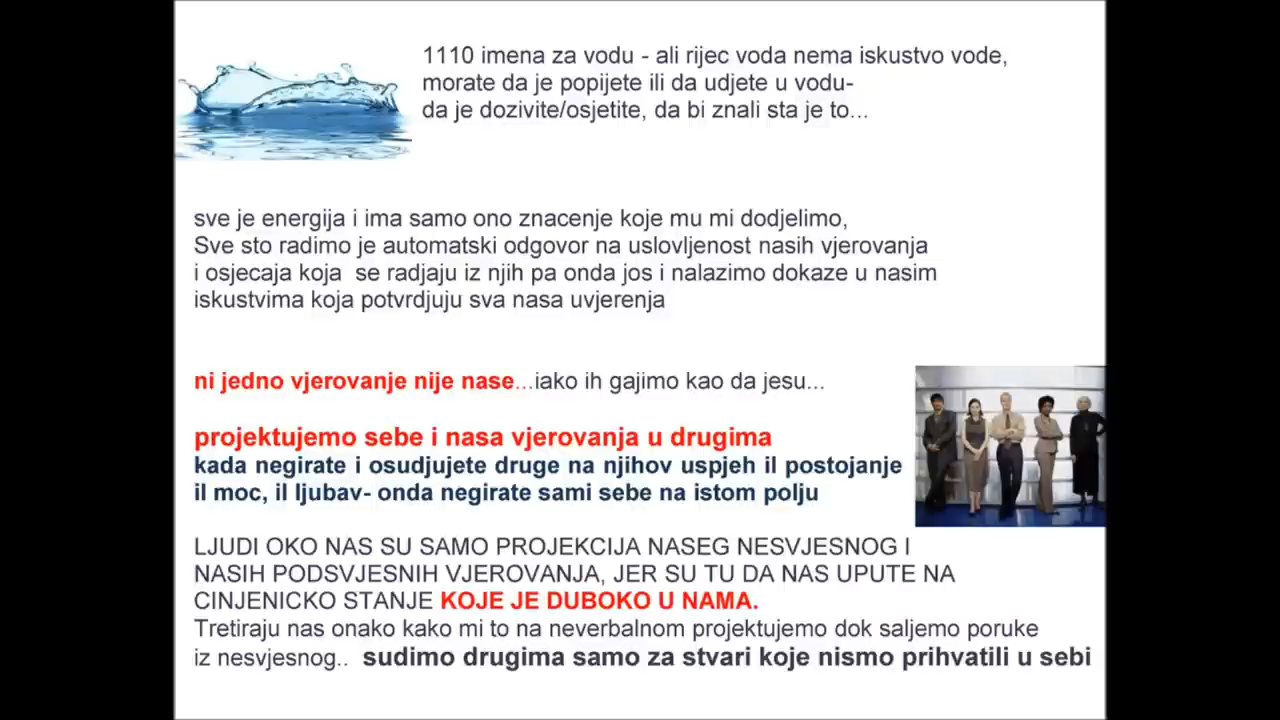 1110 imena za vodu - ali rijec voda nema iskustvo vode,
morate da je popijete ili da udjete u vodu-
da je dozivite/osjetite, da bi znali sta je to...
sve je energija i ima samo ono znacenje koje mu mi dodjelimo,
Sve sto radimo je automatski odgovor na uslovljenost nasih vjerovanja
i osjecaja koja  se radjaju iz njih pa onda jos i nalazimo dokaze u nasim
iskustvima koja potvrdjuju sva nasa uvjerenja
ni jedno vjerovanje nije nase...iako ih gajimo kao da jesu...
projektujemo sebe i nasa vjerovanja u drugima
kada negirate i osudjujete druge na njihov uspjeh il postojanje
il moc, il ljubav- onda negirate sami sebe na istom polju
LJUDI OKO NAS SU SAMO PROJEKCIJA NASEG NESVJESNOG I
NASIH PODSVJESNIH VJEROVANJA, JER SU TU DA NAS UPUTE NA
CINJENICKO STANJE KOJE JE DUBOKO U NAMA.
Tretiraju nas onako kako mi to na neverbalnom projektujemo dok saljemo poruke
iz nesvjesnog..  sudimo drugima samo za stvari koje nismo prihvatili u sebi